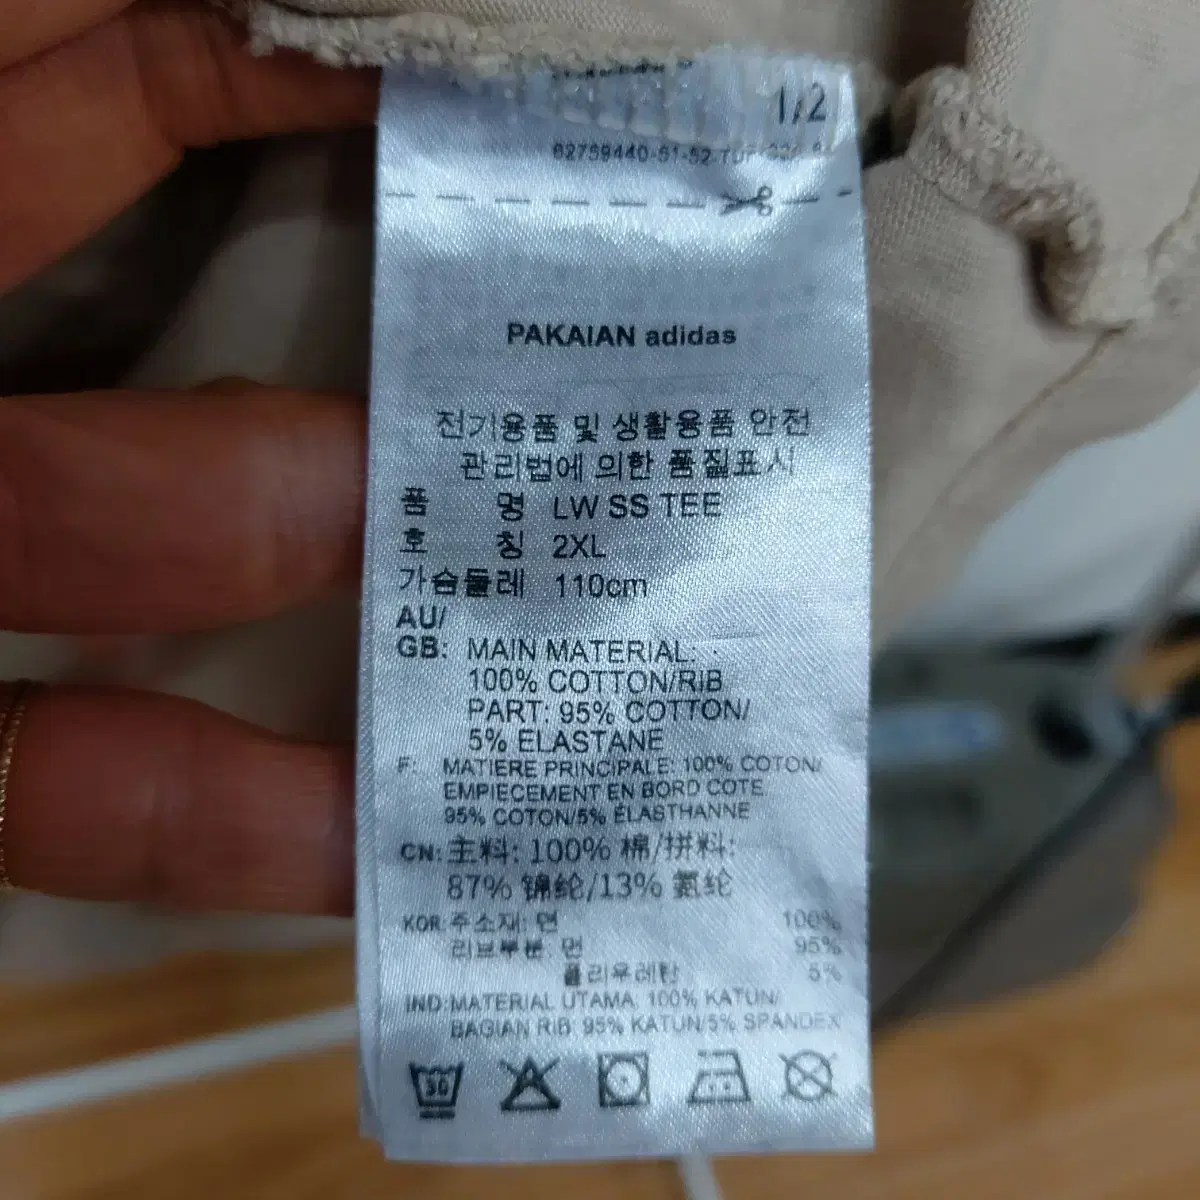 1/2
PAKAIAN adidas
전기용품 및 생활용품 안전
관리법에 의한 품질표시
품 명 LW SS TEE
호 칭 2XL
가슴둘레 110cm
AU/
GB: MAIN MATERIAL:
100% COTTON/RIB
PART: 95% COTTON/
5% ELASTANE
F: MATIERE PRINCIPALE: 100% COTON/
EMPIECEMENT EN BORD COTE
95% COTON/5% ÉLASTHANNE
CN: 主料: 100% 棉/拼料:
87% 锦纶/13% 氨纶
KOR: 주소재: 면 100%
리브부분: 면 95%
폴리우레탄 5%
IND: MATERIAL UTAMA: 100% KATUN/
BAGIAN RIB: 95% KATUN/5% SPANDEX
30